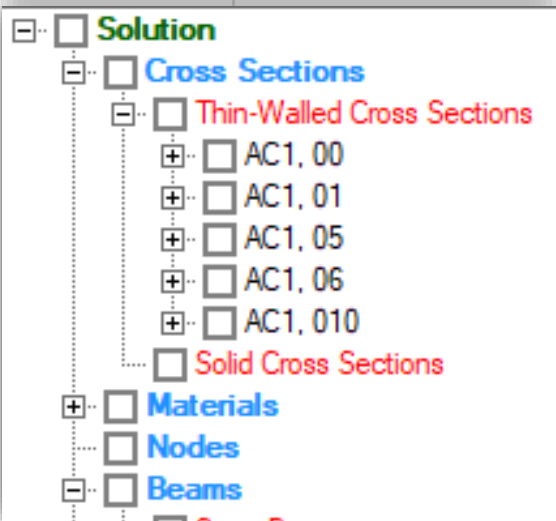 Solution
Cross Sections
Thin-Walled Cross Sections
AC1, 00
AC1, 01
AC1, 05
AC1, 06
AC1, 010
Solid Cross Sections
Materials
Nodes
Beams